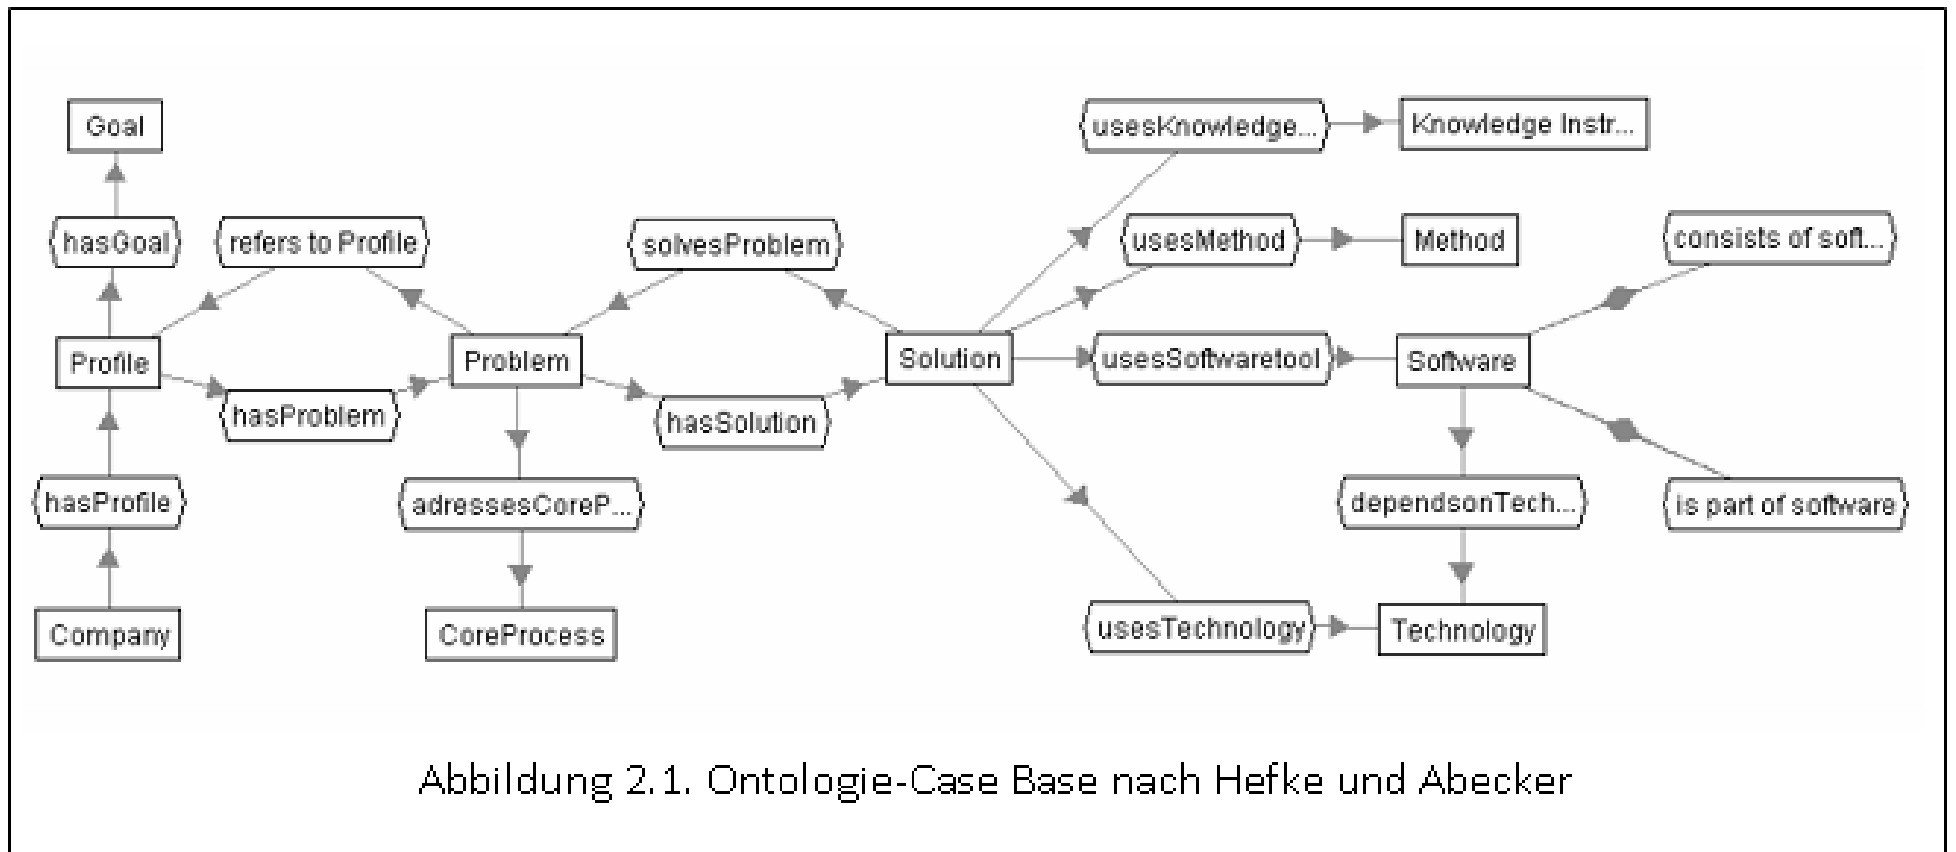 Goal
usesKnowledge...
Knowledge Instr...
hasGoal
refers to Profile
solvesProblem
usesMethod
Method
consists of soft...
Profile
Problem
Solution
usesSoftwaretool
Software
hasProblem
hasSolution
hasProfile
adressesCoreP...
dependsonTech...
is part of software
Company
CoreProcess
usesTechnology
Technology
Abbildung 2.1. Ontologie-Case Base nach Hefke und Abecker